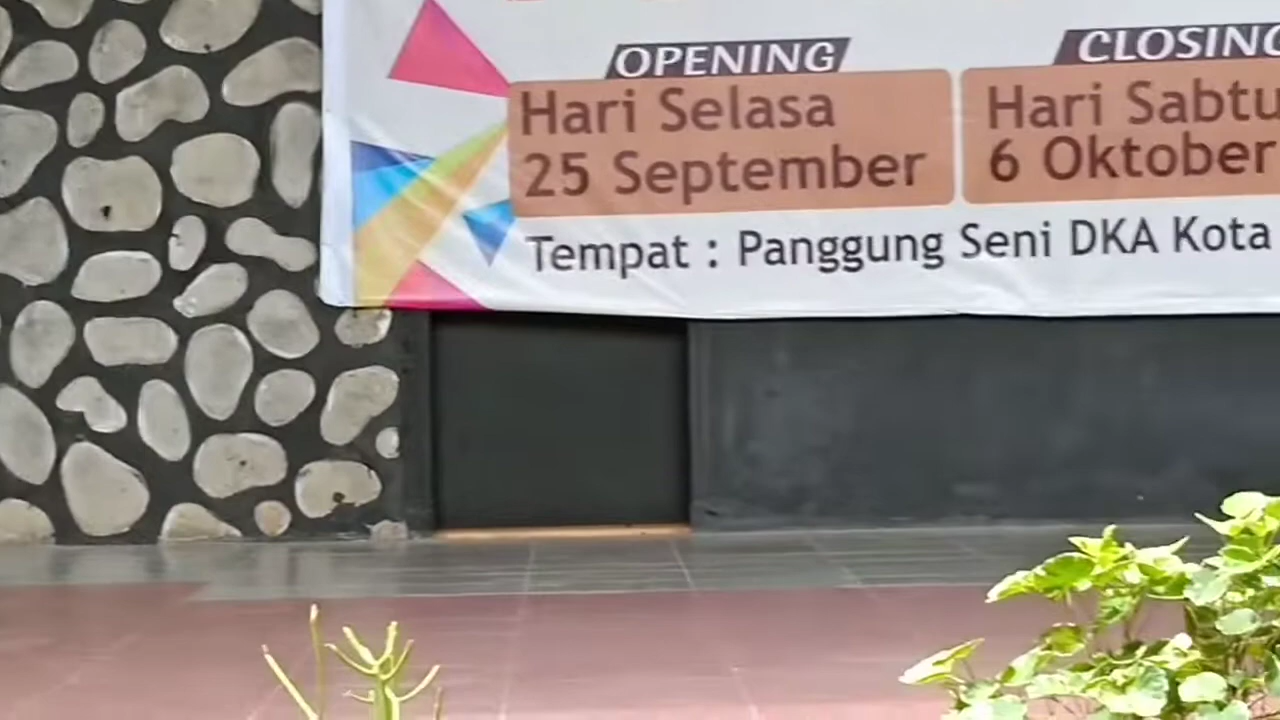 OPENING
Hari Selasa
25 September
CLOSING
Hari Sabtu
6 Oktober
Tempat : Panggung Seni DKA Kota